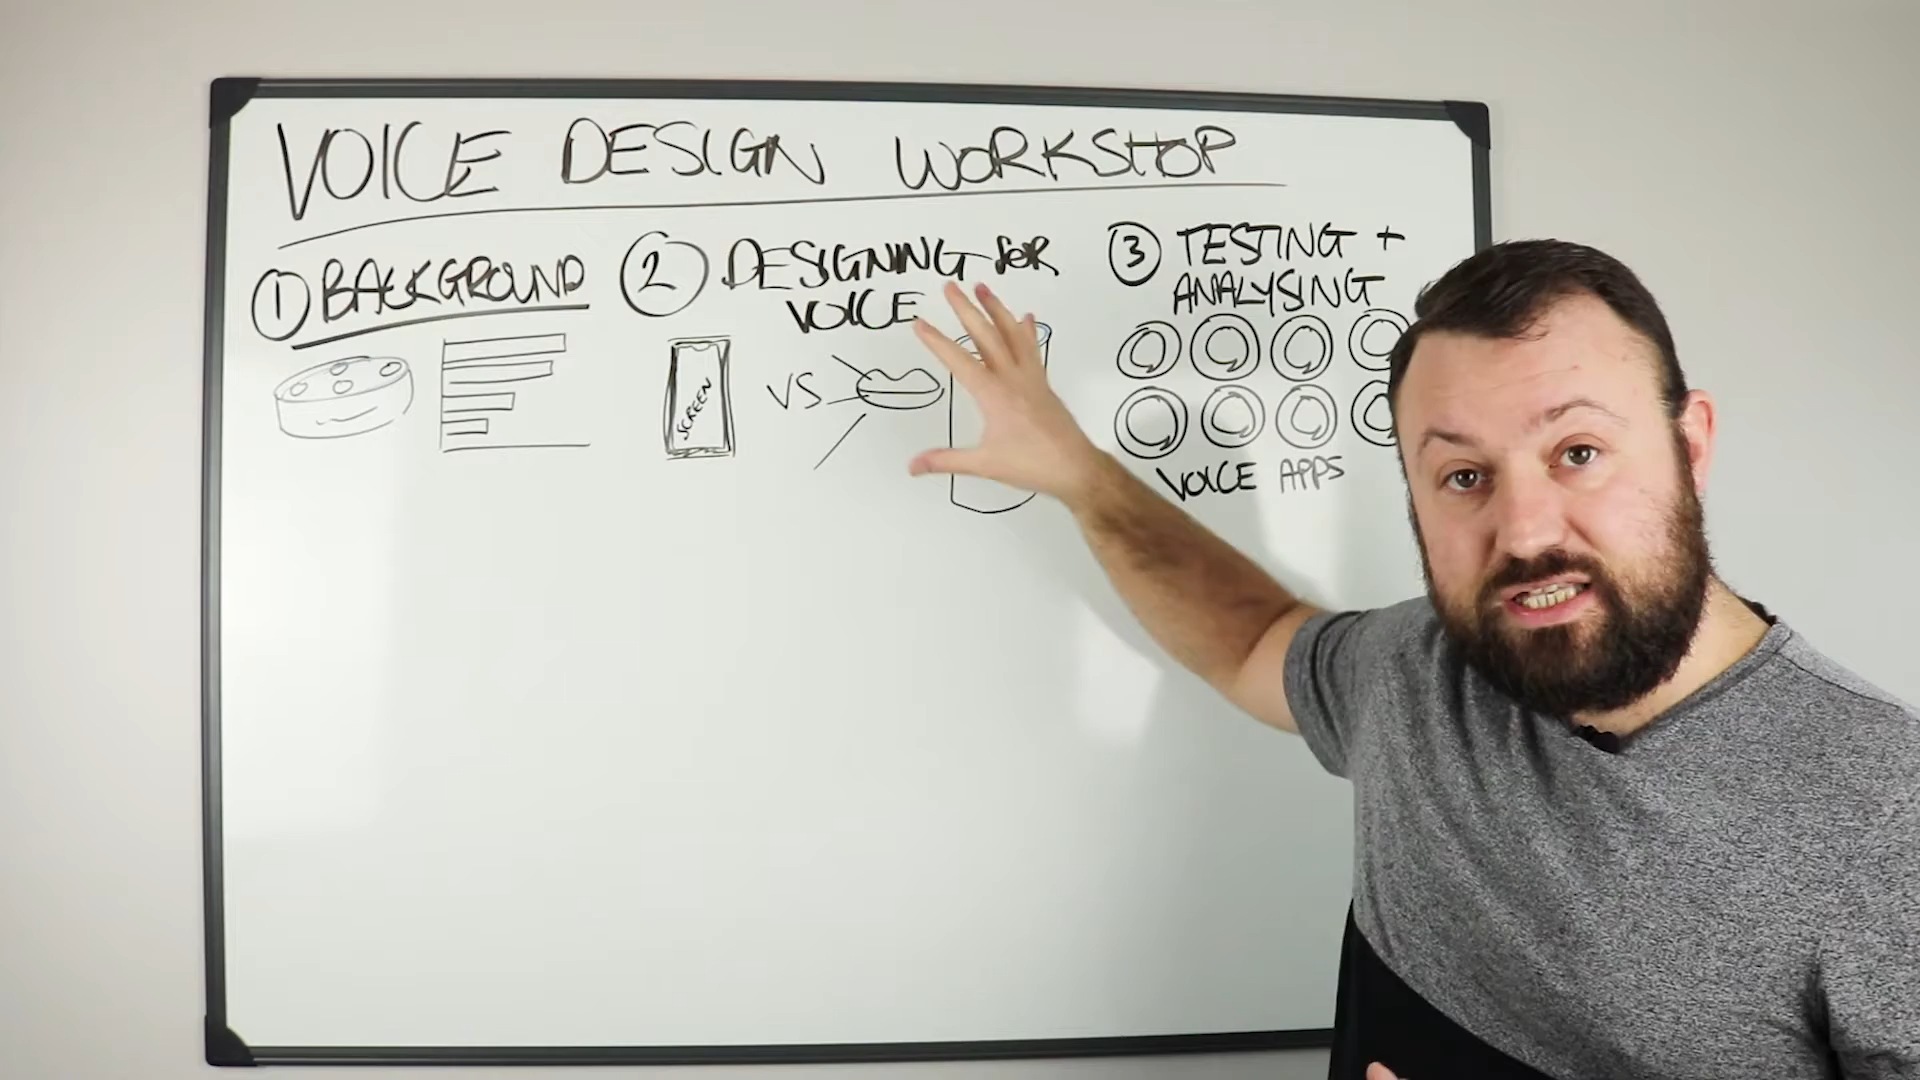 VOICE DESIGN WORKSHOP
① BACKGROUND
② DESIGNING FOR
VOICE
SCREEN
VS
③ TESTING +
ANALYSING
VOICE APPS